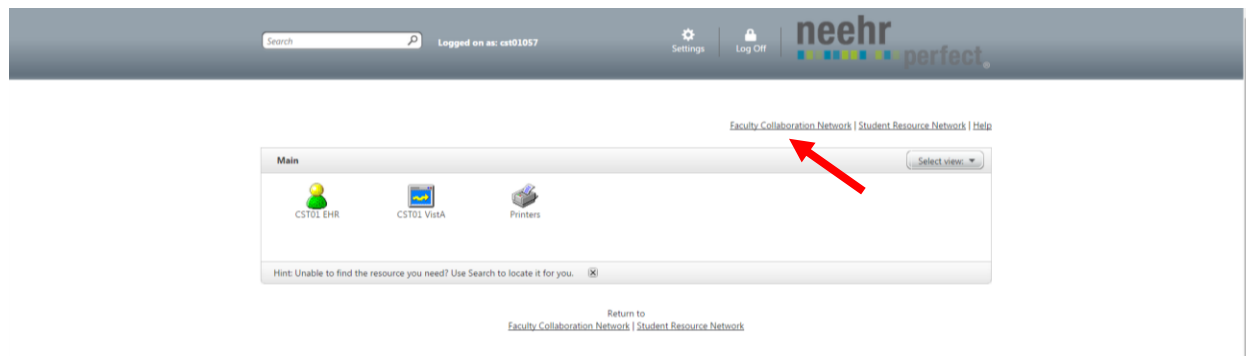 neehr
Search
Logged on as: cst01057
Settings
Log Off
perfect
Faculty Collaboration Network | Student Resource Network | Help
Main
Select view:
CST01 EHR
CST01 VistA
Printers
Hint: Unable to find the resource you need? Use Search to locate it for you.
Return to
Faculty Collaboration Network | Student Resource Network